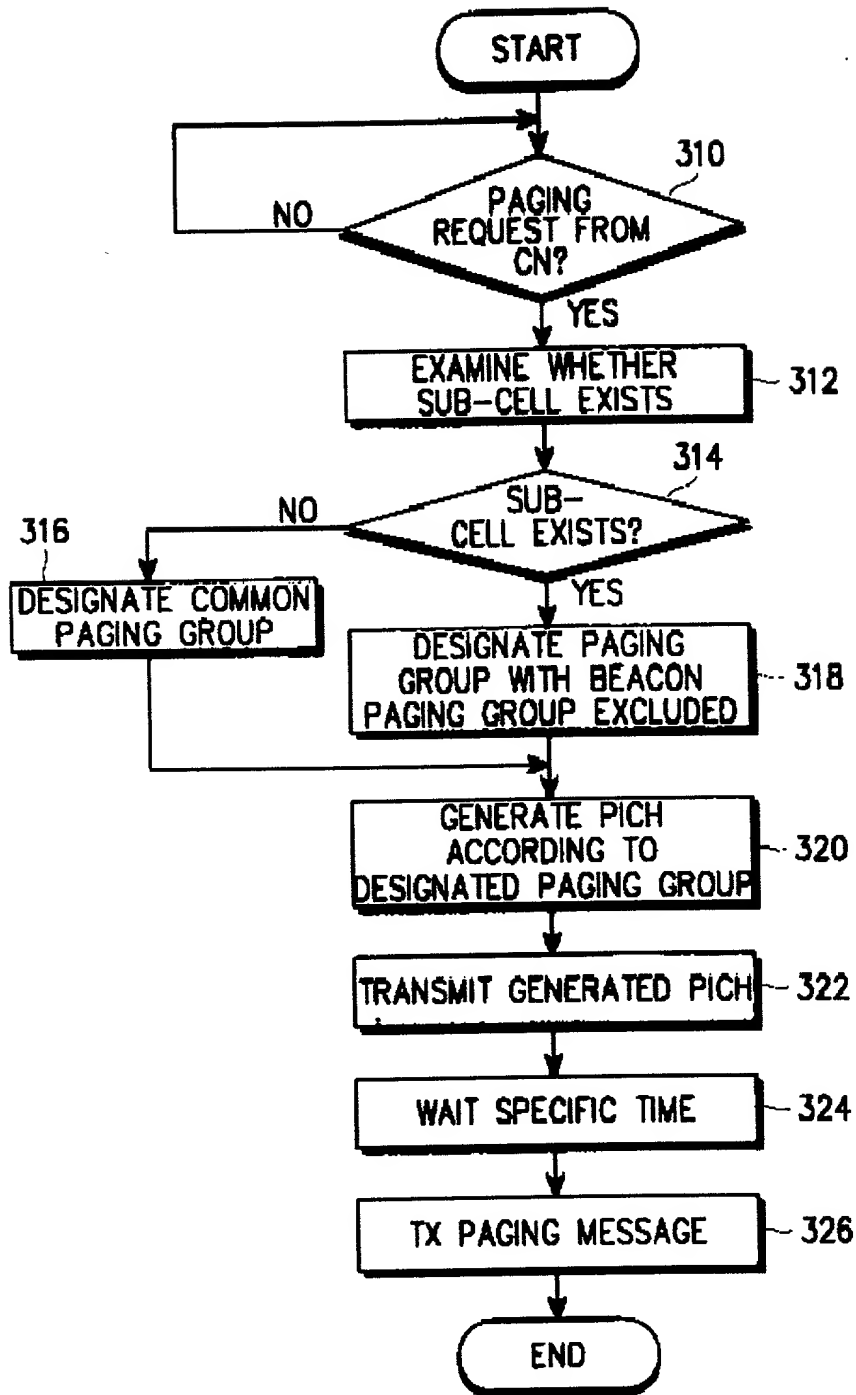 START
310
PAGING
REQUEST FROM
CN?
NO
YES
EXAMINE WHETHER
SUB-CELL EXISTS
312
314
SUB-
CELL EXISTS?
NO
YES
316
DESIGNATE COMMON
PAGING GROUP
DESIGNATE PAGING
GROUP WITH BEACON
PAGING GROUP EXCLUDED
318
GENERATE PICH
ACCORDING TO
DESIGNATED PAGING GROUP
320
TRANSMIT GENERATED PICH
322
WAIT SPECIFIC TIME
324
TX PAGING MESSAGE
326
END